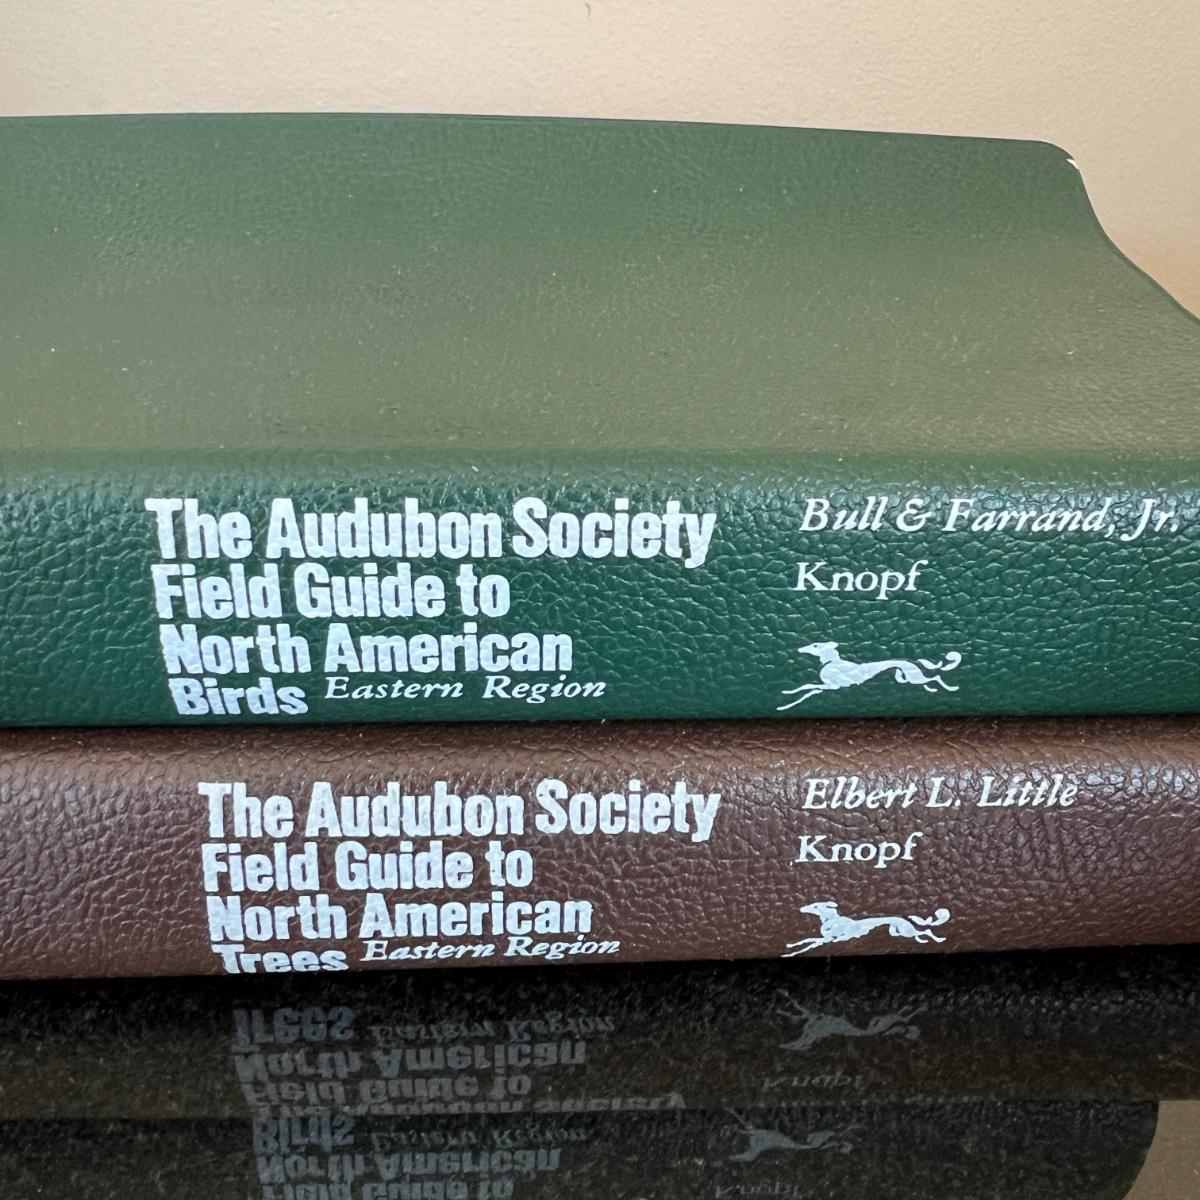 The Audubon Society
Field Guide to
North American
Birds Eastern Region
Bull & Farrand, Jr.
Knopf
The Audubon Society
Field Guide to
North American
Trees Eastern Region
Elbert L. Little
Knopf